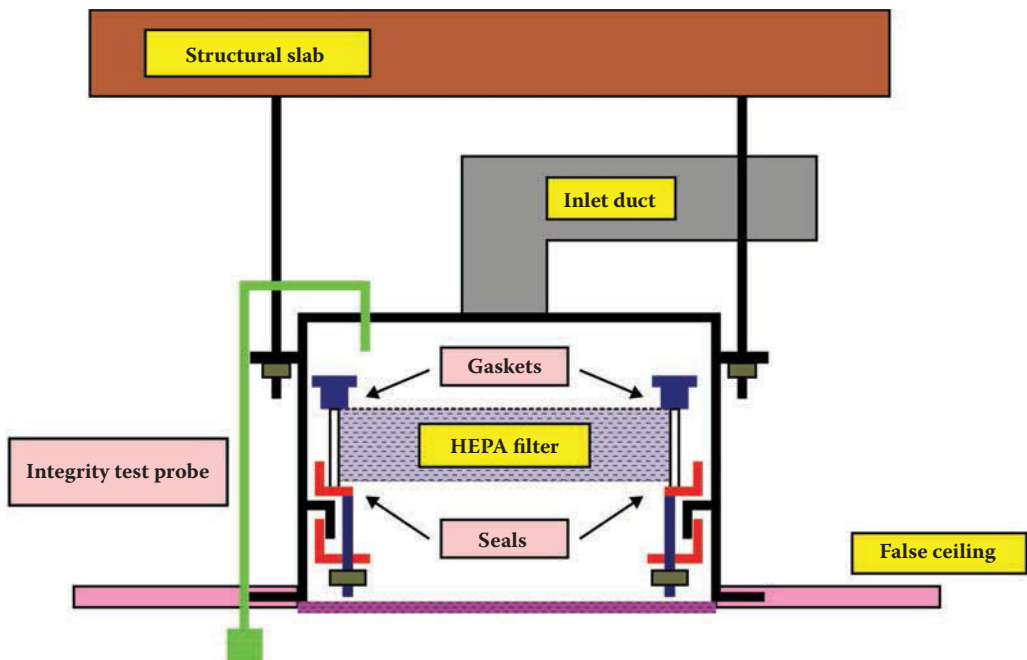 Structural slab
Inlet duct
Gaskets
HEPA filter
Integrity test probe
Seals
False ceiling